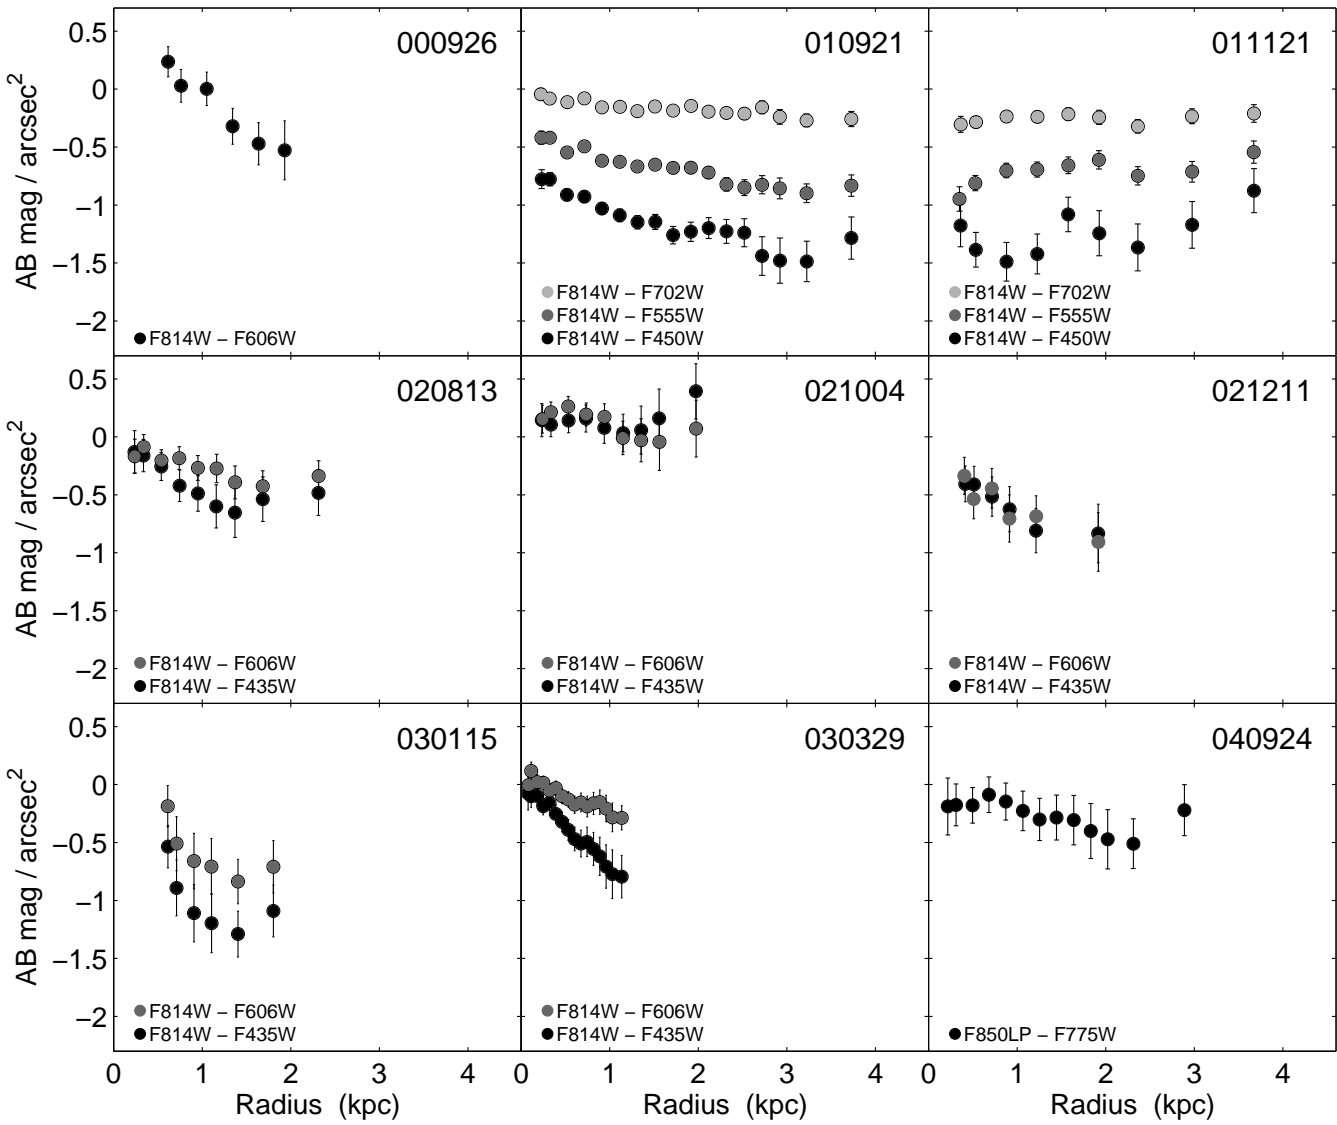 AB mag / arcsec²
0.5
0
−0.5
−1
−1.5
−2
000926
F814W − F606W
010921
F814W − F702W
F814W − F555W
F814W − F450W
011121
F814W − F702W
F814W − F555W
F814W − F450W
AB mag / arcsec²
0.5
0
−0.5
−1
−1.5
−2
020813
F814W − F606W
F814W − F435W
021004
F814W − F606W
F814W − F435W
021211
F814W − F606W
F814W − F435W
AB mag / arcsec²
0.5
0
−0.5
−1
−1.5
−2
030115
F814W − F606W
F814W − F435W
030329
F814W − F606W
F814W − F435W
040924
F850LP − F775W
0 1 2 3 4
0 1 2 3 4
0 1 2 3 4
Radius (kpc)
Radius (kpc)
Radius (kpc)